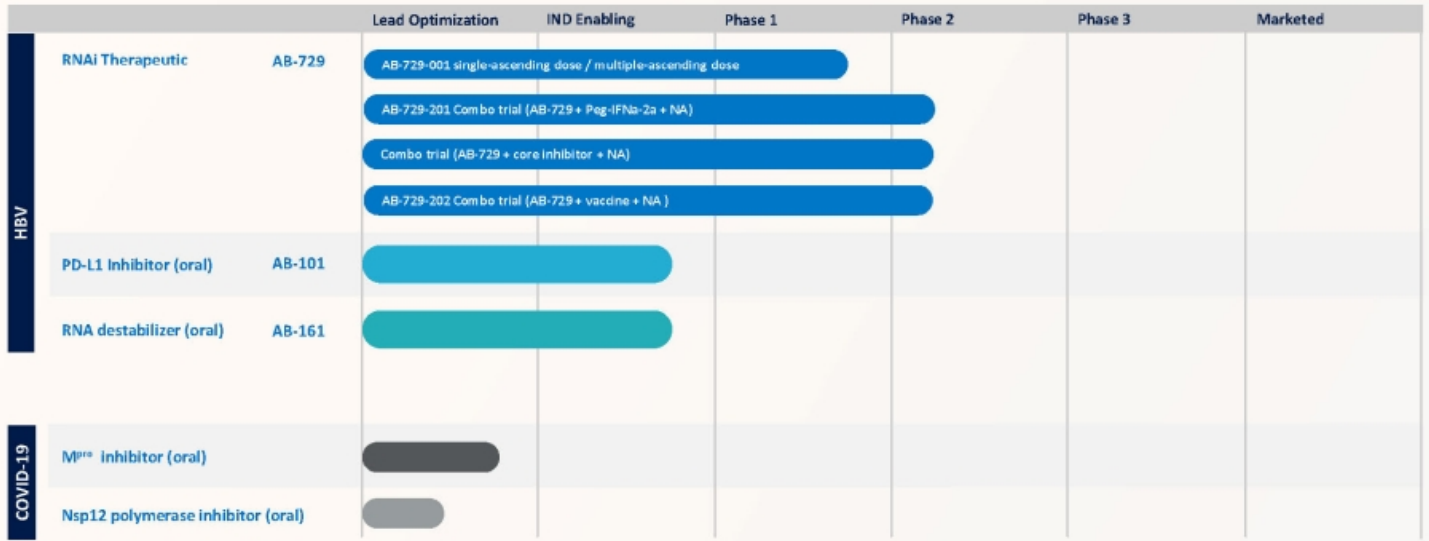 Lead Optimization IND Enabling Phase 1 Phase 2 Phase 3 Marketed
HBV
RNAi Therapeutic AB-729
AB-729-001 single-ascending dose / multiple-ascending dose
AB-729-201 Combo trial (AB-729 + Peg-IFNa-2a + NA)
Combo trial (AB-729 + core inhibitor + NA)
AB-729-202 Combo trial (AB-729 + vaccine + NA )
PD-L1 Inhibitor (oral) AB-101
RNA destabilizer (oral) AB-161
COVID-19
Mᵖʳᵒ inhibitor (oral)
Nsp12 polymerase inhibitor (oral)